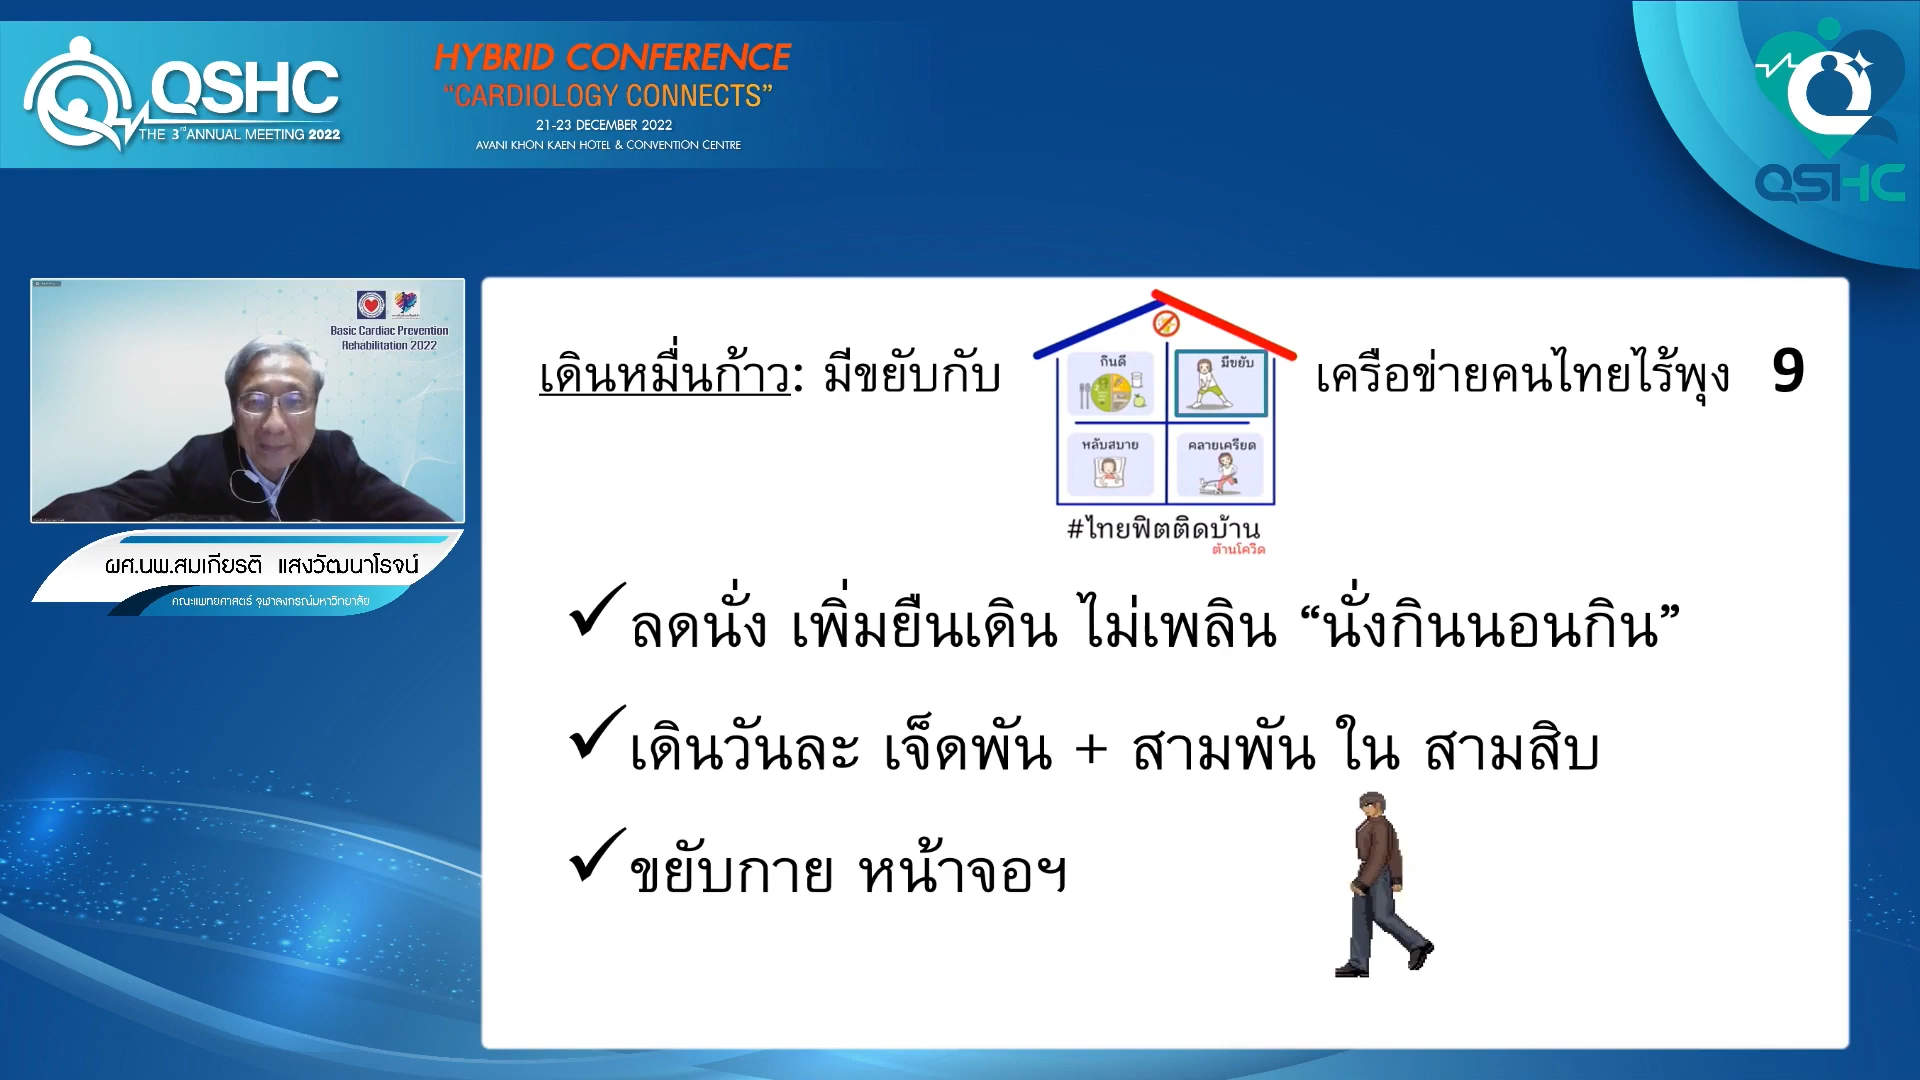 QSHC
THE 3rd ANNUAL MEETING 2022
HYBRID CONFERENCE
“CARDIOLOGY CONNECTS”
21-23 DECEMBER 2022
AVANI KHON KAEN HOTEL & CONVENTION CENTRE
QSHC
Basic Cardiac Prevention
Rehabilitation 2022
ผศ.นพ.สมเกียรติ แสงวัฒนาโรจน์
คณะแพทยศาสตร์ จุฬาลงกรณ์มหาวิทยาลัย
เดินหมื่นก้าว: มีขยับกับ
กินดี
มีขยับ
หลับสบาย
คลายเครียด
#ไทยฟิตติดบ้าน
ต้านโควิด
เครือข่ายคนไทยไร้พุง 9
✓ลดนั่ง เพิ่มยืนเดิน ไม่เพลิน “นั่งกินนอนกิน”
✓เดินวันละ เจ็ดพัน + สามพัน ใน สามสิบ
✓ขยับกาย หน้าจอฯ